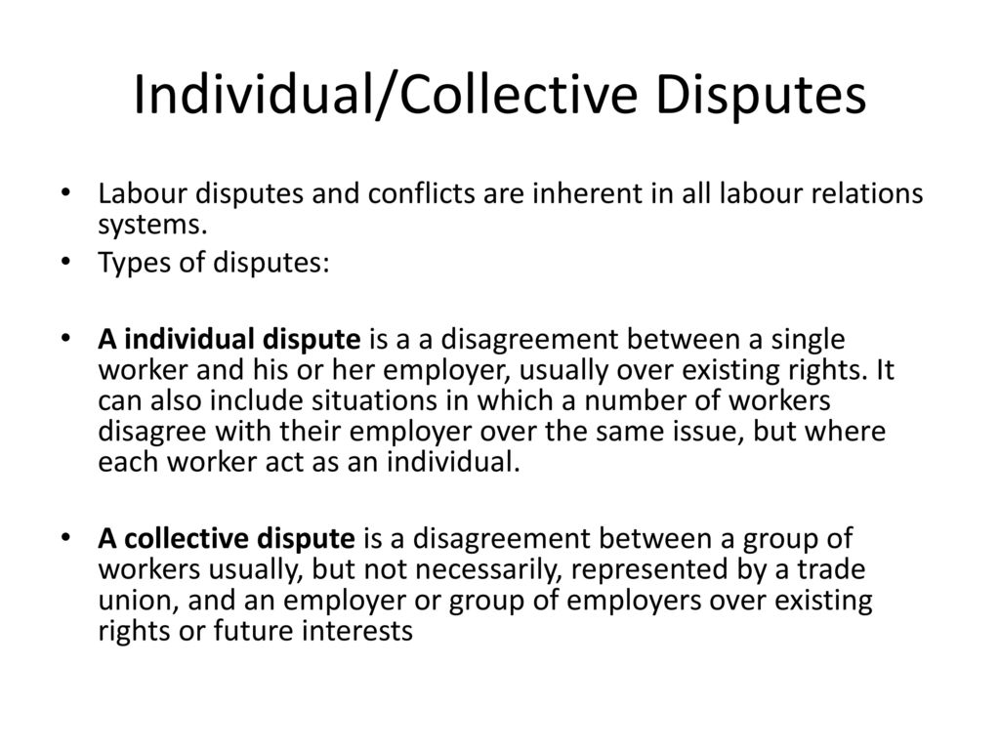 Individual/Collective Disputes
• Labour disputes and conflicts are inherent in all labour relations
systems.
• Types of disputes:
• A individual dispute is a a disagreement between a single
worker and his or her employer, usually over existing rights. It
can also include situations in which a number of workers
disagree with their employer over the same issue, but where
each worker act as an individual.
• A collective dispute is a disagreement between a group of
workers usually, but not necessarily, represented by a trade
union, and an employer or group of employers over existing
rights or future interests